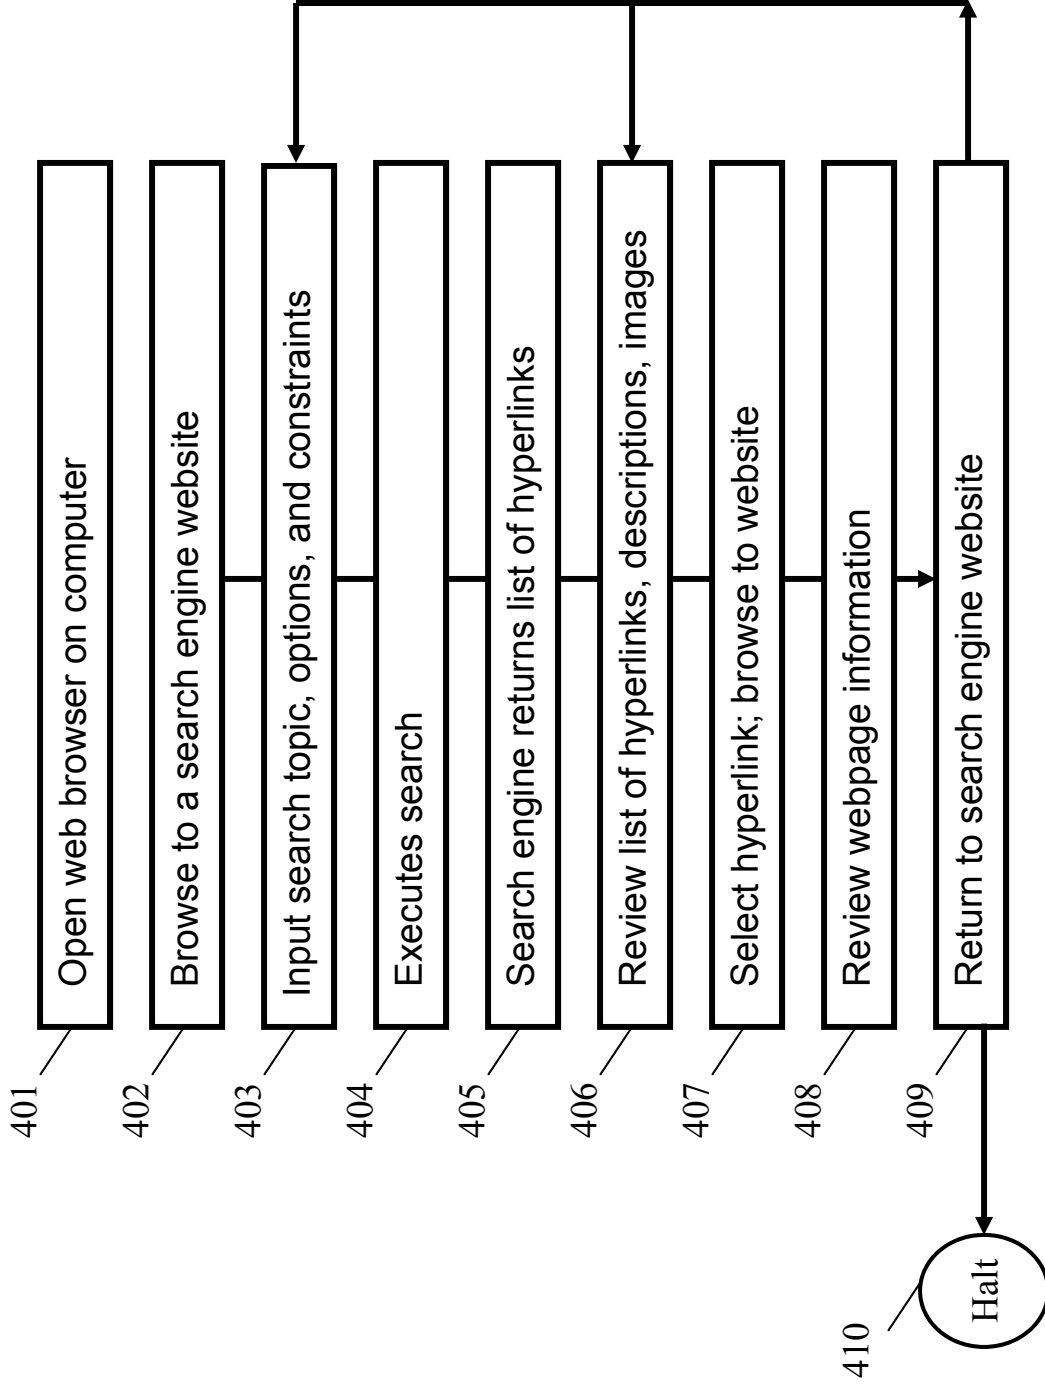 401
Open web browser on computer
402
Browse to a search engine website
403
Input search topic, options, and constraints
404
Executes search
405
Search engine returns list of hyperlinks
406
Review list of hyperlinks, descriptions, images
407
Select hyperlink; browse to website
408
Review webpage information
409
Return to search engine website
410
Halt